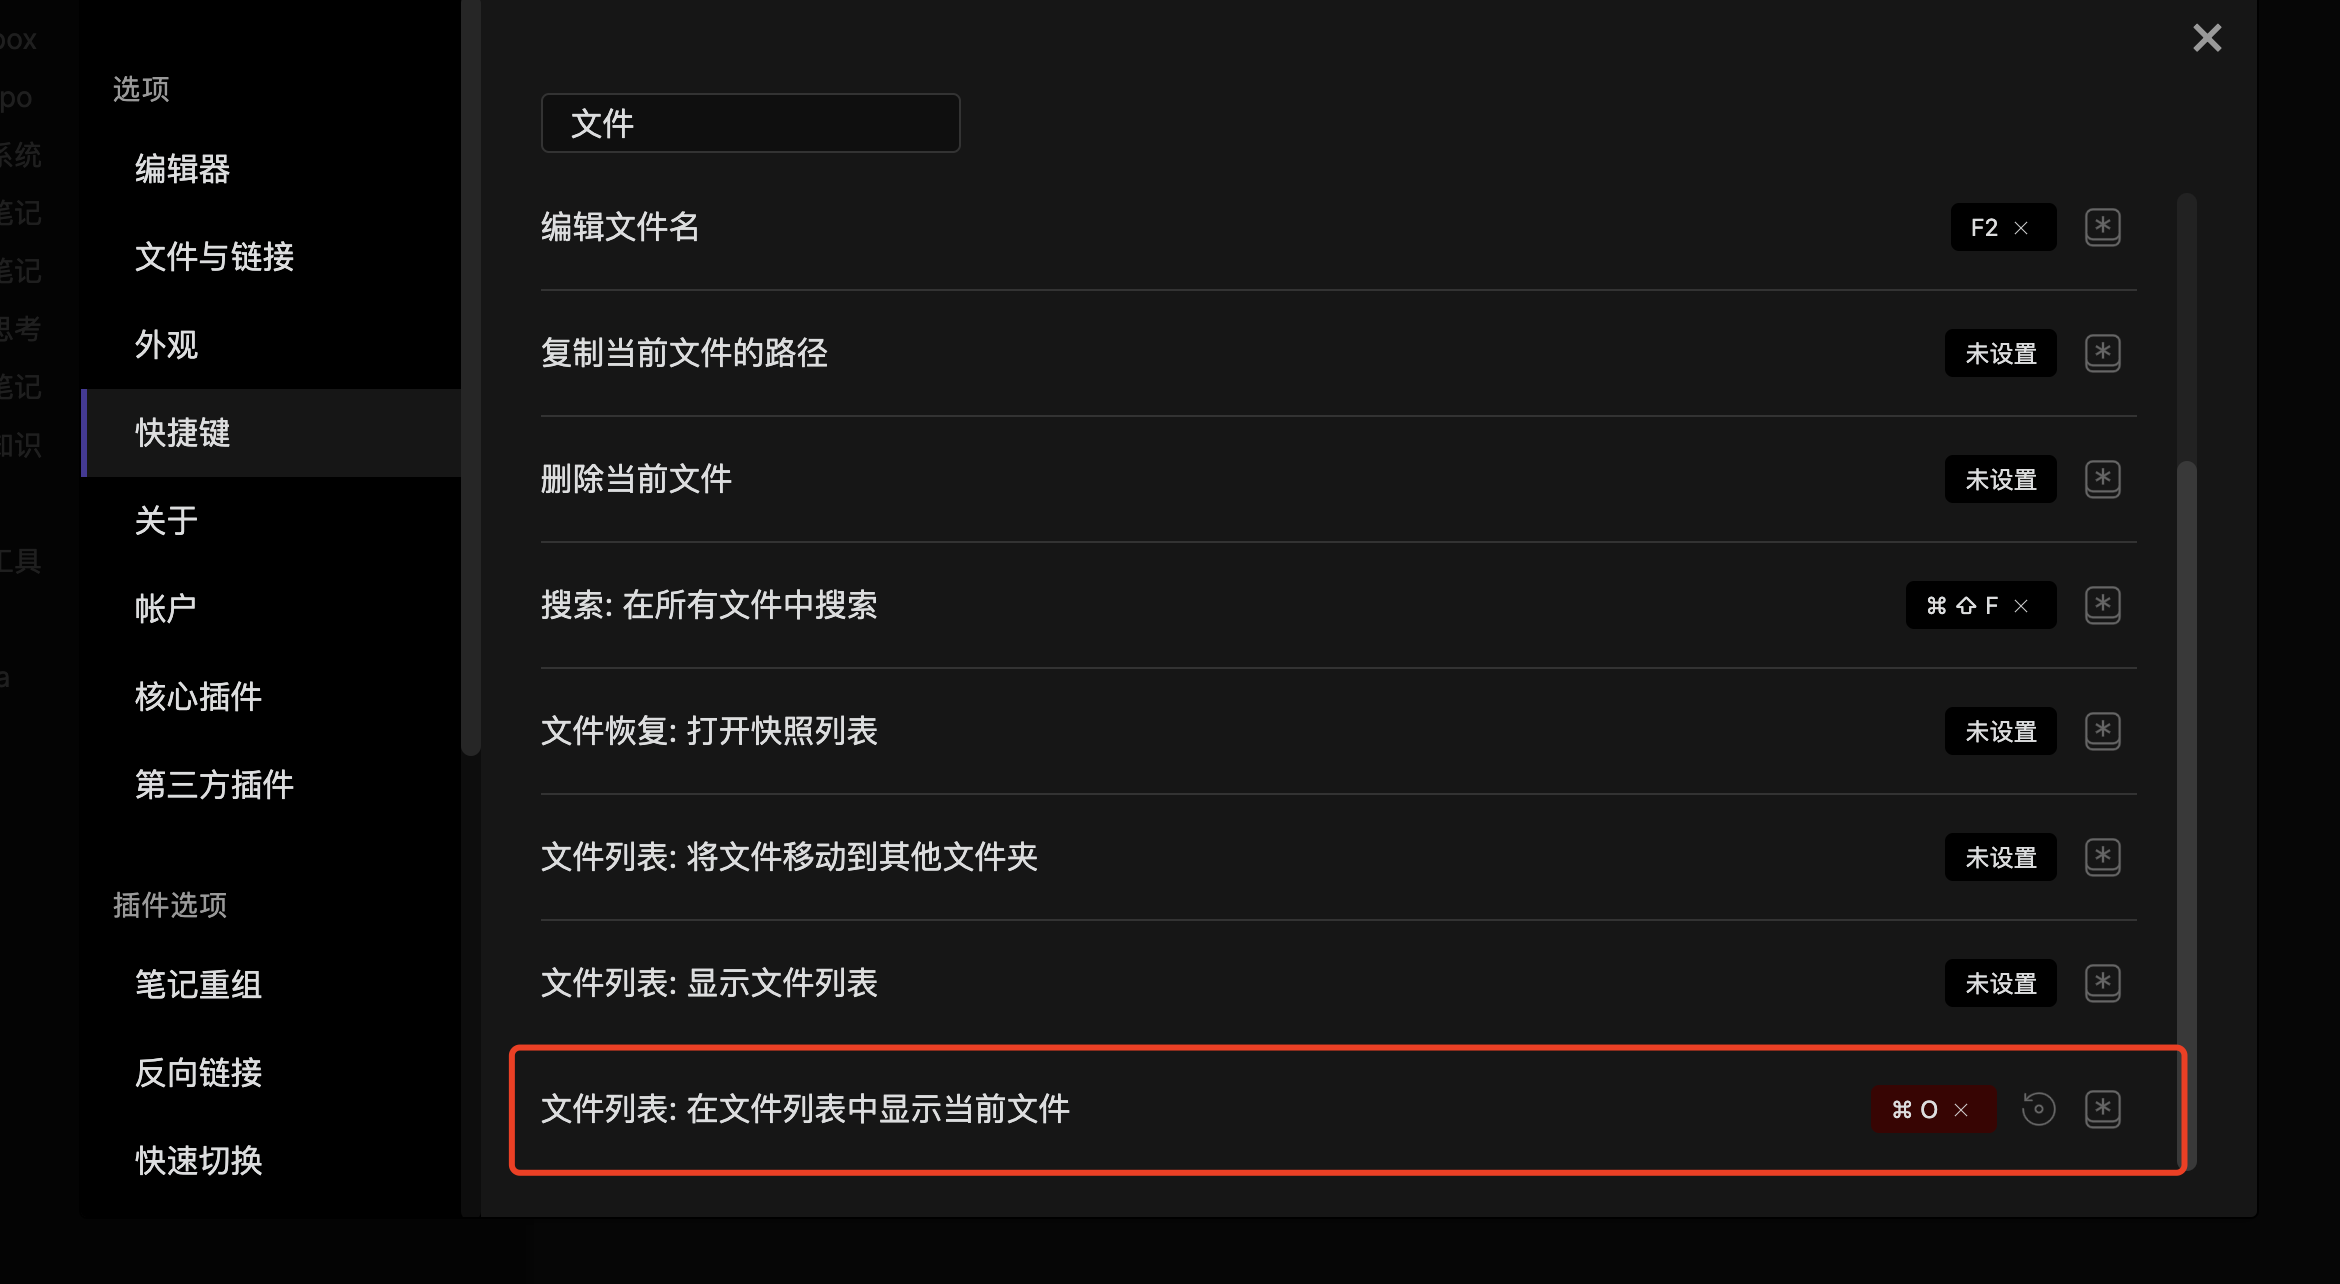 选项
编辑器
文件与链接
外观
快捷键
关于
帐户
核心插件
第三方插件
插件选项
笔记重组
反向链接
快速切换
文件
编辑文件名
F2 ×
复制当前文件的路径
未设置
删除当前文件
未设置
搜索: 在所有文件中搜索
⌘ ⇧ F ×
文件恢复: 打开快照列表
未设置
文件列表: 将文件移动到其他文件夹
未设置
文件列表: 显示文件列表
未设置
文件列表: 在文件列表中显示当前文件
⌘ O ×
box
po
系统
笔记
笔记
思考
笔记
知识
工具
a